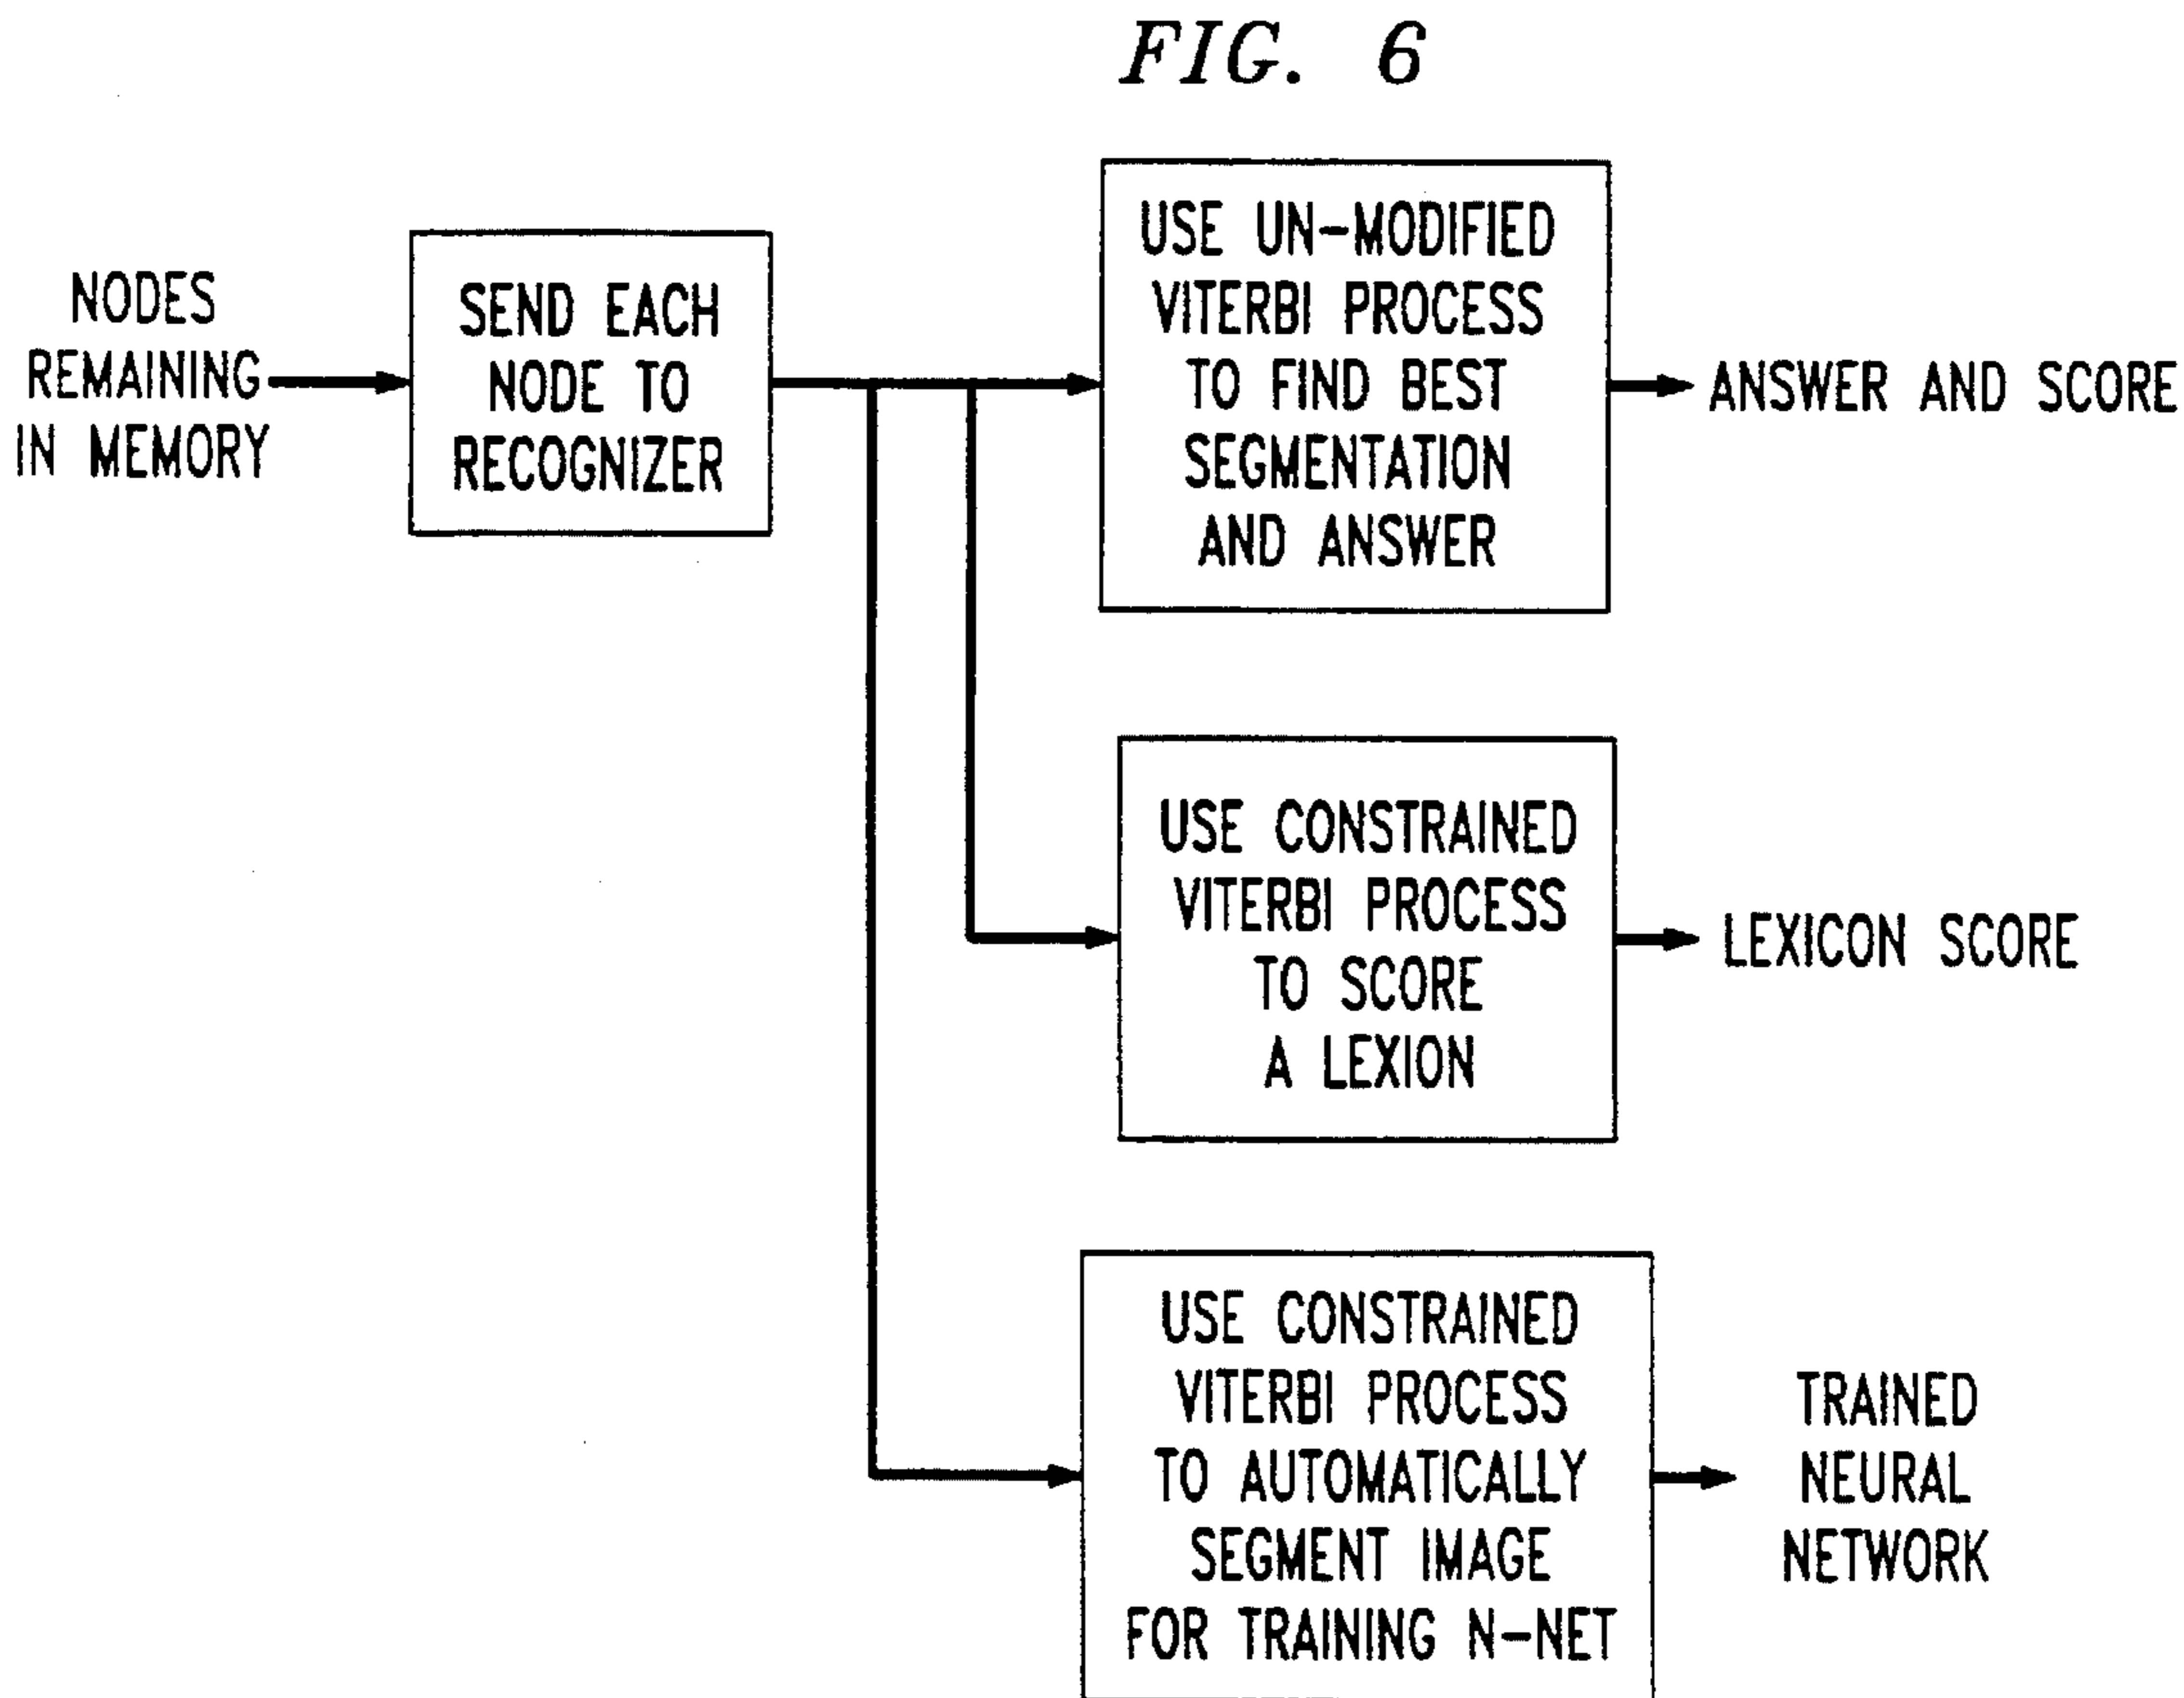 FIG. 6
NODES
REMAINING
IN MEMORY
SEND EACH
NODE TO
RECOGNIZER
USE UN-MODIFIED
VITERBI PROCESS
TO FIND BEST
SEGMENTATION
AND ANSWER
ANSWER AND SCORE
USE CONSTRAINED
VITERBI PROCESS
TO SCORE
A LEXION
LEXICON SCORE
USE CONSTRAINED
VITERBI PROCESS
TO AUTOMATICALLY
SEGMENT IMAGE
FOR TRAINING N-NET
TRAINED
NEURAL
NETWORK